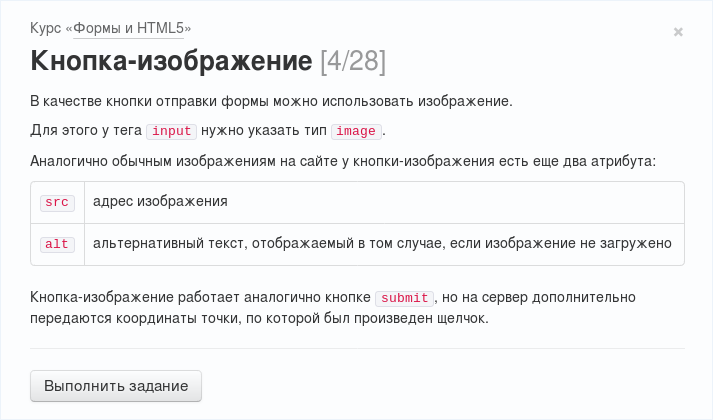 Курс «Формы и HTML5»
×
Кнопка-изображение [4/28]
В качестве кнопки отправки формы можно использовать изображение.
Для этого у тега input нужно указать тип image.
Аналогично обычным изображениям на сайте у кнопки-изображения есть еще два атрибута:
src адрес изображения
alt альтернативный текст, отображаемый в том случае, если изображение не загружено
Кнопка-изображение работает аналогично кнопке submit, но на сервер дополнительно
передаются координаты точки, по которой был произведен щелчок.
Выполнить задание